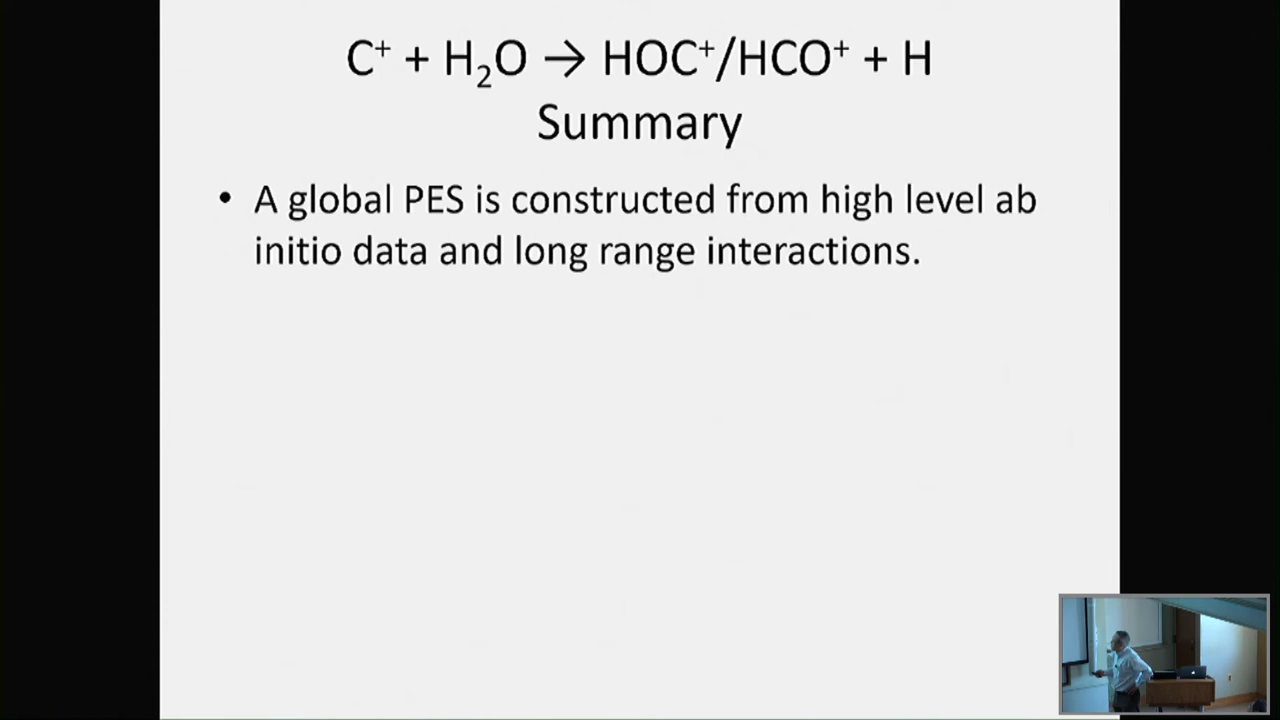 C⁺ + H₂O → HOC⁺/HCO⁺ + H
Summary
• A global PES is constructed from high level ab
initio data and long range interactions.